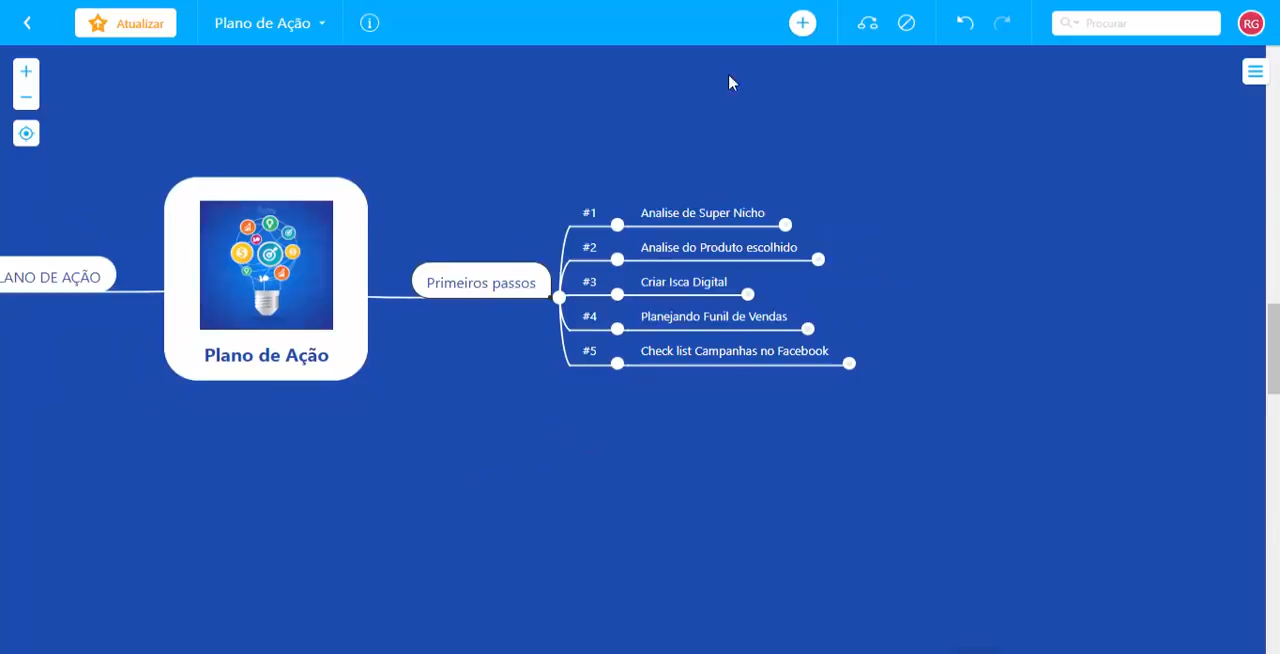 Atualizar
Plano de Ação
Procurar
RG
LANO DE AÇÃO
Plano de Ação
Primeiros passos
#1 Analise de Super Nicho
#2 Analise do Produto escolhido
#3 Criar Isca Digital
#4 Planejando Funil de Vendas
#5 Check list Campanhas no Facebook